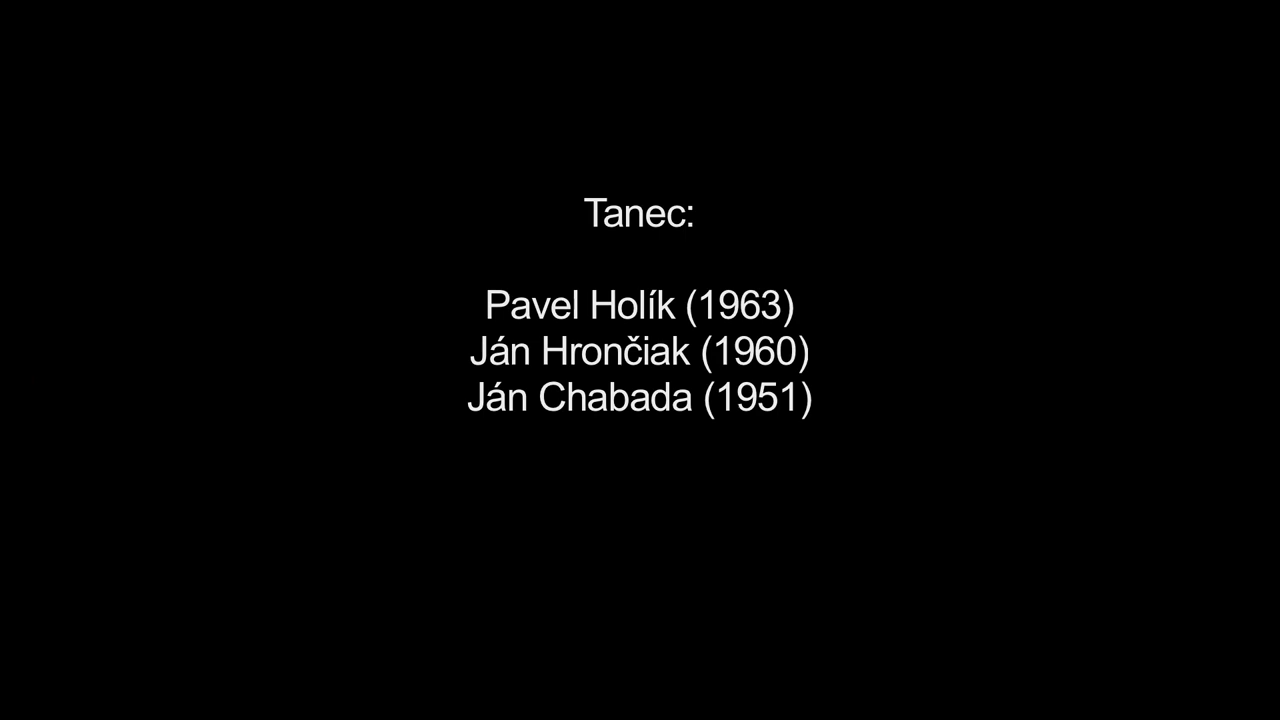 Tanec:
Pavel Holík (1963)
Ján Hrončiak (1960)
Ján Chabada (1951)